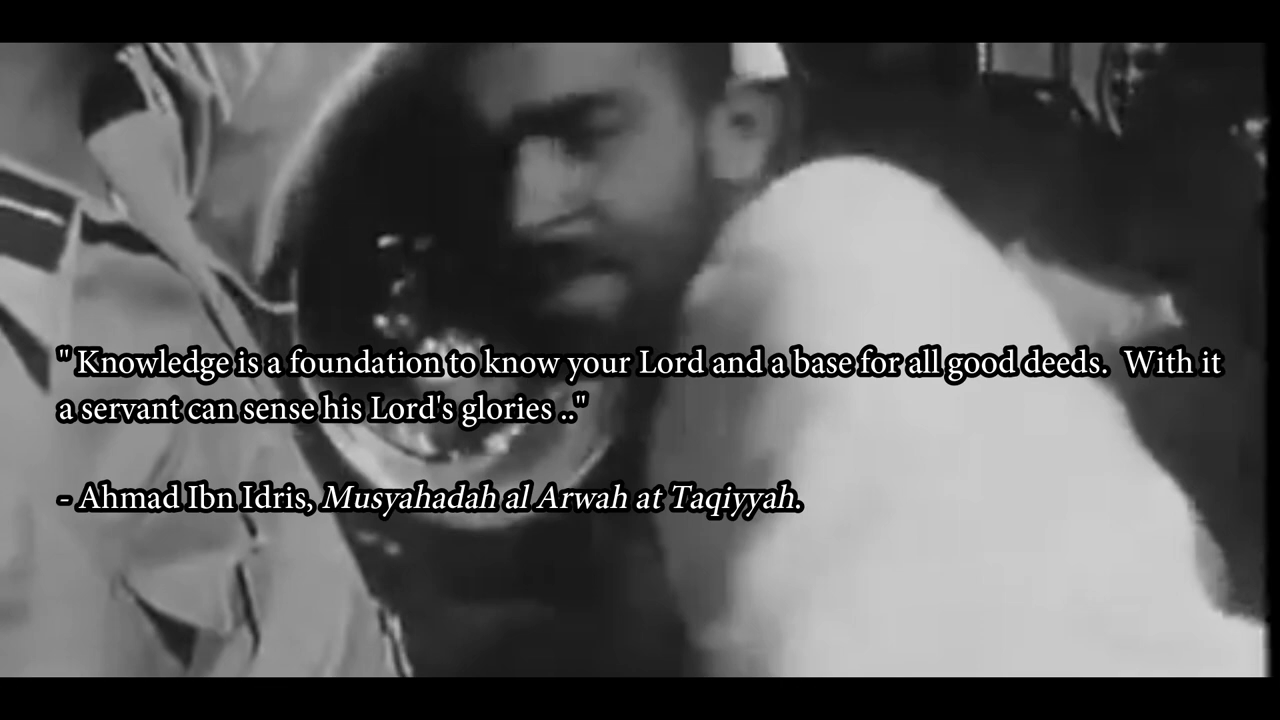 " Knowledge is a foundation to know your Lord and a base for all good deeds.  With it
a servant can sense his Lord's glories .."
- Ahmad Ibn Idris, Musyahadah al Arwah at Taqiyyah.